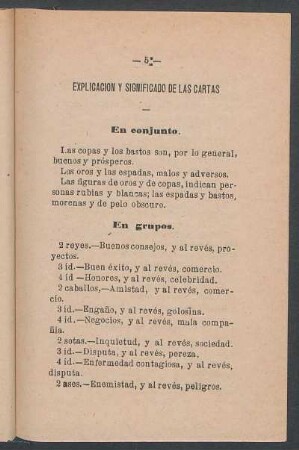 — 5 —
EXPLICACION Y SIGNIFICADO DE LAS CARTAS
—
En conjunto.
Las copas y los bastos son, por lo general,
buenos y prósperos.
Los oros y las espadas, malos y adversos.
Las figuras de oros y de copas, indican per-
sonas rubias y blancas; las espadas y bastos,
morenas y de pelo obscuro.
En grupos.
2 reyes.—Buenos consejos, y al revés, pro-
yectos.
3 id.—Buen éxito, y al revés, comercio.
4 id.—Honores, y al revés, celebridad.
2 caballos.—Amistad, y al revés, comer-
cio.
3 id.—Engaño, y al revés, golosina.
4 id.—Negocios, y al revés, mala compa-
ñia.
2 sotas.—Inquietud, y al revés, sociedad.
3 id.—Disputa, y al revés, pereza.
4 id.—Enfermedad contagiosa, y al revés,
disputa.
2 ases.—Enemistad, y al revés, peligros.